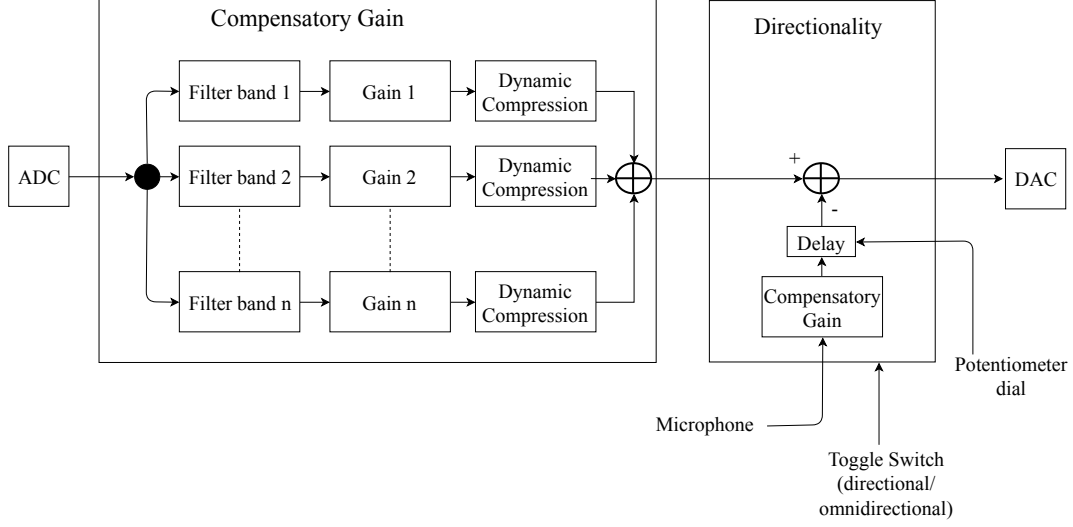 Compensatory Gain
Directionality
Filter band 1
Gain 1
Dynamic
Compression
ADC
Filter band 2
Gain 2
Dynamic
Compression
+
DAC
-
Delay
Filter band n
Gain n
Dynamic
Compression
Compensatory
Gain
Potentiometer
dial
Microphone
Toggle Switch
(directional/
omnidirectional)